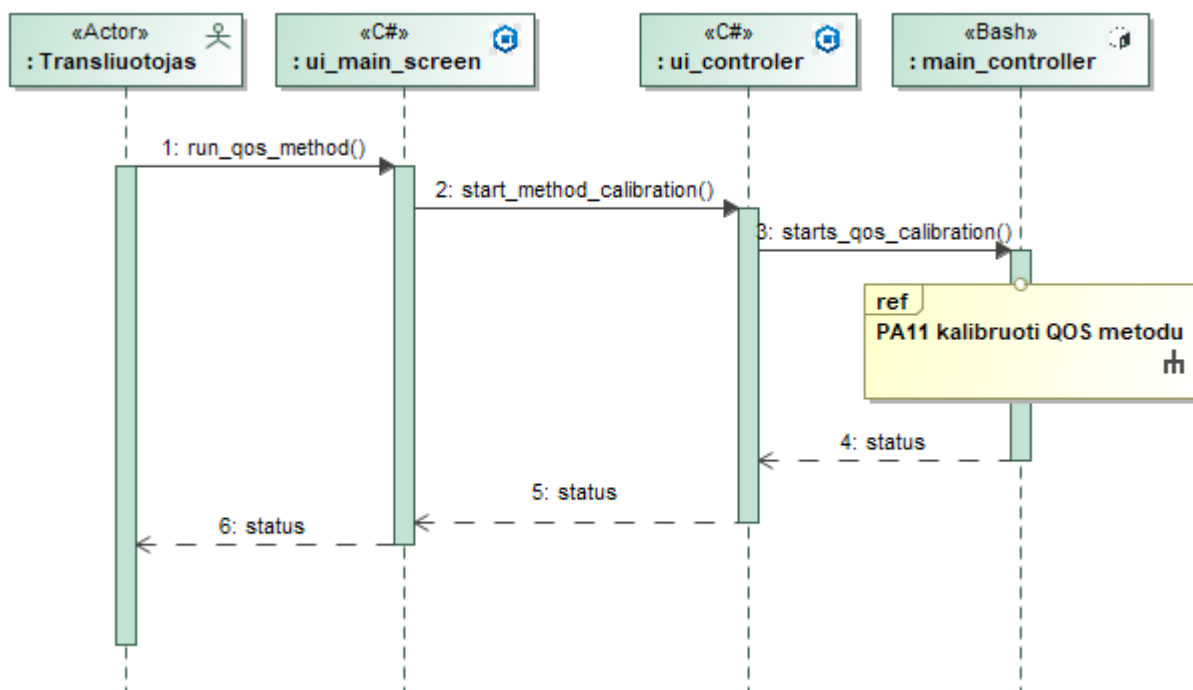 «Actor»
: Transliuotojas
«C#»
: ui_main_screen
«C#»
: ui_controler
«Bash»
: main_controller
1: run_qos_method()
2: start_method_calibration()
3: starts_qos_calibration()
ref
PA11 kalibruoti QOS metodu
4: status
5: status
6: status